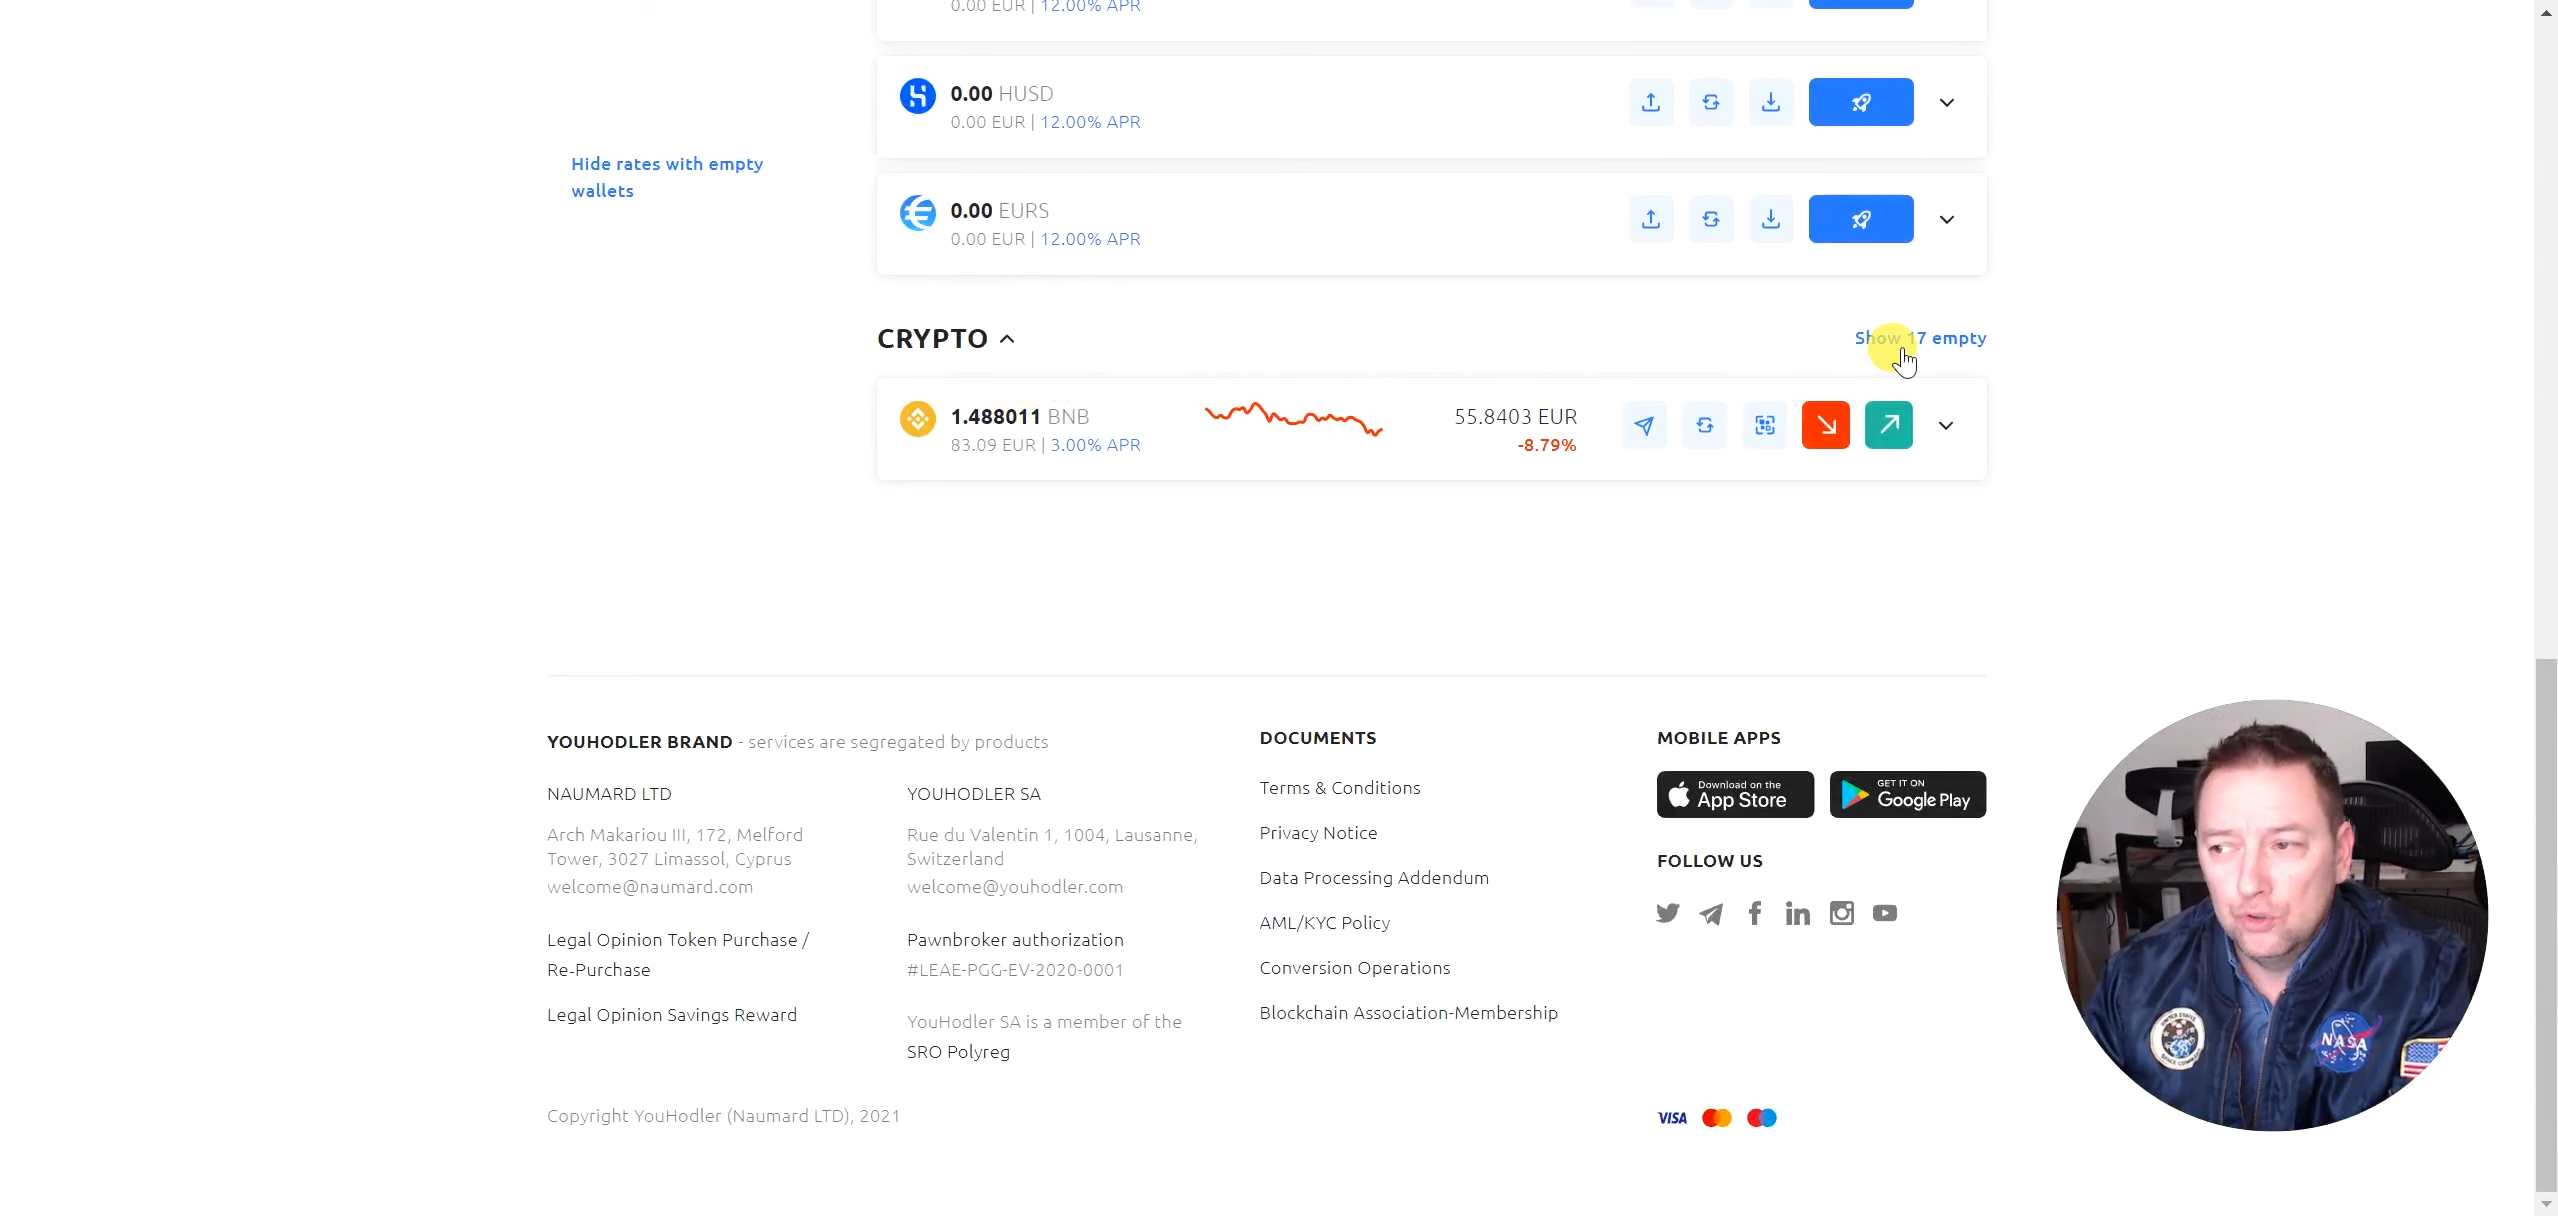 0.00 EUR | 12.00% APR
0.00 HUSD
0.00 EUR | 12.00% APR
Hide rates with empty
wallets
0.00 EURS
0.00 EUR | 12.00% APR
CRYPTO
Show 17 empty
1.488011 BNB
83.09 EUR | 3.00% APR
55.8403 EUR
-8.79%
YOUHODLER BRAND - services are segregated by products
NAUMARD LTD
Arch Makariou III, 172, Melford
Tower, 3027 Limassol, Cyprus
welcome@naumard.com
Legal Opinion Token Purchase /
Re-Purchase
Legal Opinion Savings Reward
YOUHODLER SA
Rue du Valentin 1, 1004, Lausanne,
Switzerland
welcome@youhodler.com
Pawnbroker authorization
#LEAE-PGG-EV-2020-0001
YouHodler SA is a member of the
SRO Polyreg
DOCUMENTS
Terms & Conditions
Privacy Notice
Data Processing Addendum
AML/KYC Policy
Conversion Operations
Blockchain Association-Membership
MOBILE APPS
Download on the
App Store
GET IT ON
Google Play
FOLLOW US
Copyright YouHodler (Naumard LTD), 2021
VISA
NASA